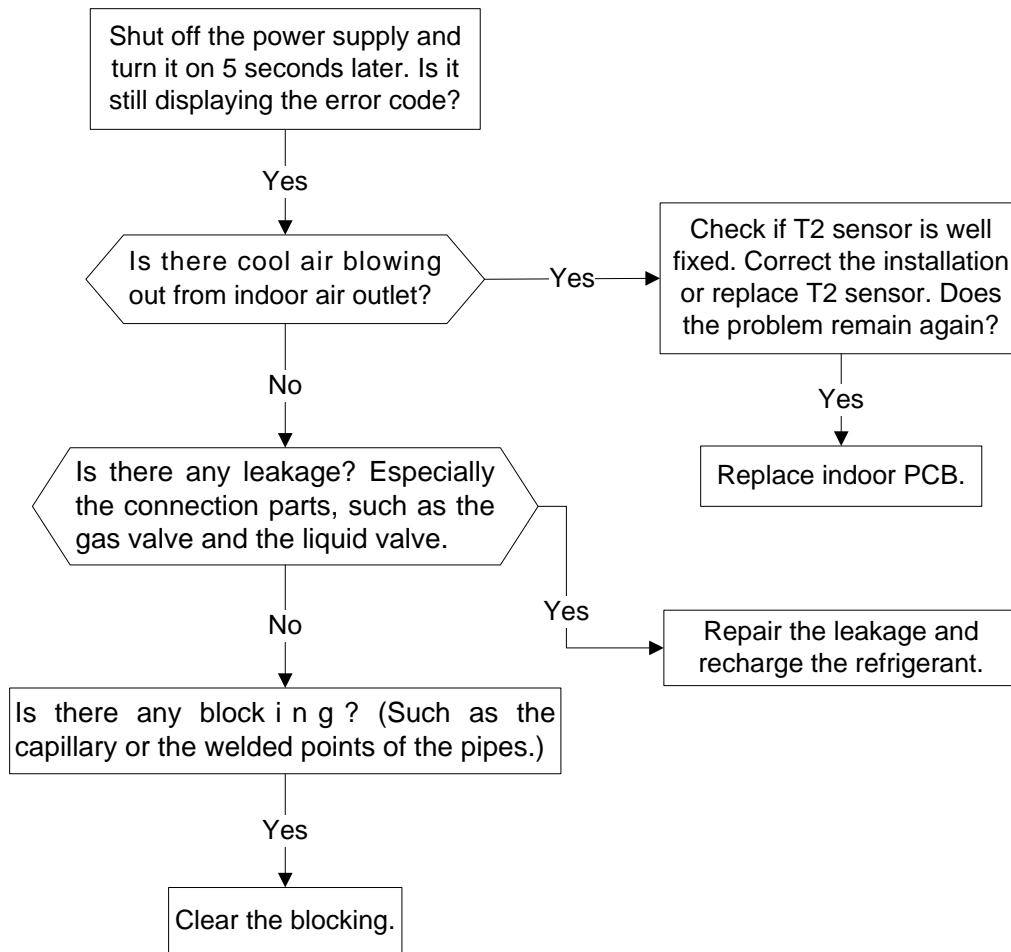 Shut off the power supply and
turn it on 5 seconds later. Is it
still displaying the error code?
Yes
Is there cool air blowing
out from indoor air outlet?
Yes
Check if T2 sensor is well
fixed. Correct the installation
or replace T2 sensor. Does
the problem remain again?
Yes
Replace indoor PCB.
No
Is there any leakage? Especially
the connection parts, such as the
gas valve and the liquid valve.
Yes
Repair the leakage and
recharge the refrigerant.
No
Is there any blocking? (Such as the
capillary or the welded points of the pipes.)
Yes
Clear the blocking.